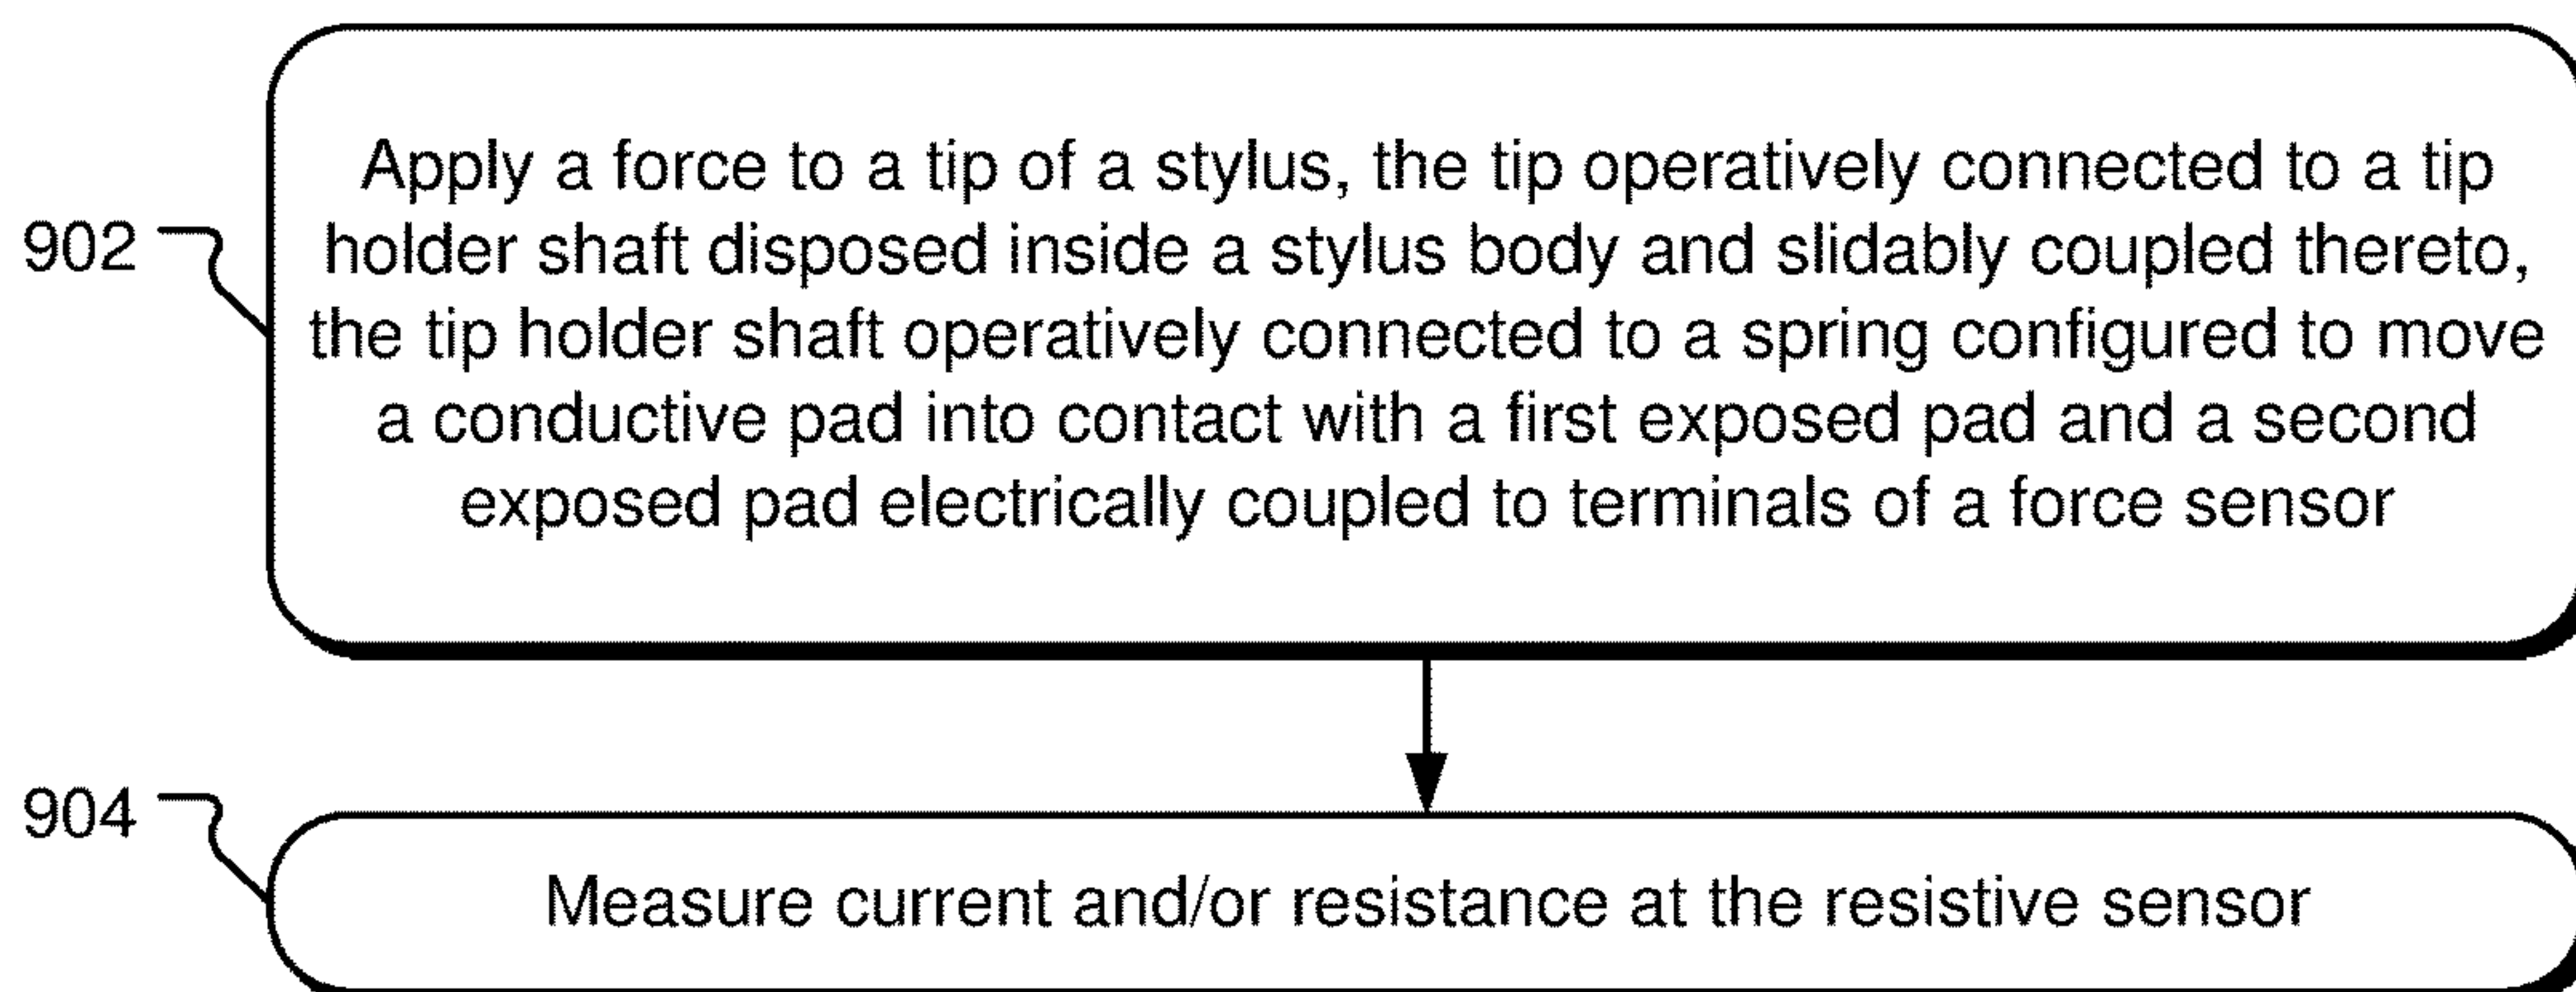 Apply a force to a tip of a stylus, the tip operatively connected to a tip
902
holder shaft disposed inside a stylus body and slidably coupled thereto,
the tip holder shaft operatively connected to a spring configured to move
a conductive pad into contact with a first exposed pad and a second
exposed pad electrically coupled to terminals of a force sensor
904
Measure current and/or resistance at the resistive sensor